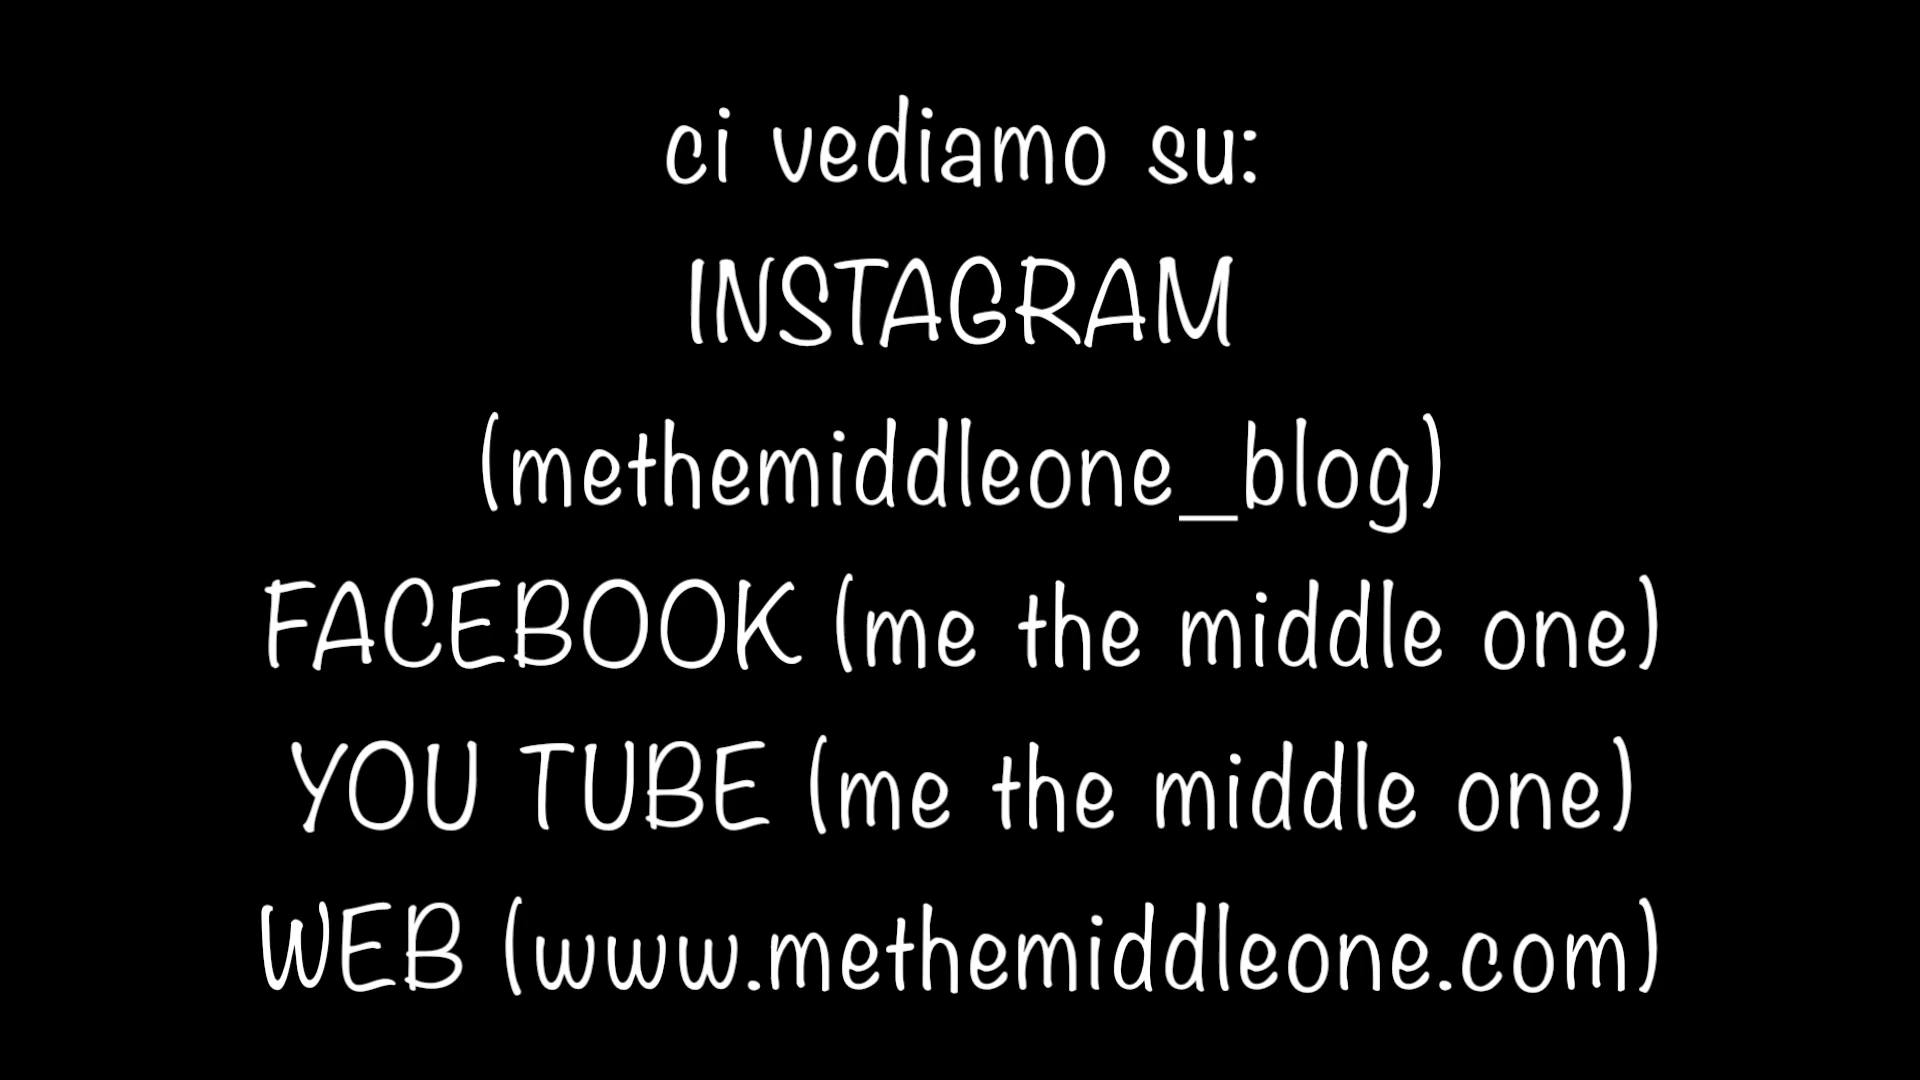 ci vediamo su:
INSTAGRAM
(methemiddleone_blog)
FACEBOOK (me the middle one)
YOU TUBE (me the middle one)
WEB (www.methemiddleone.com)